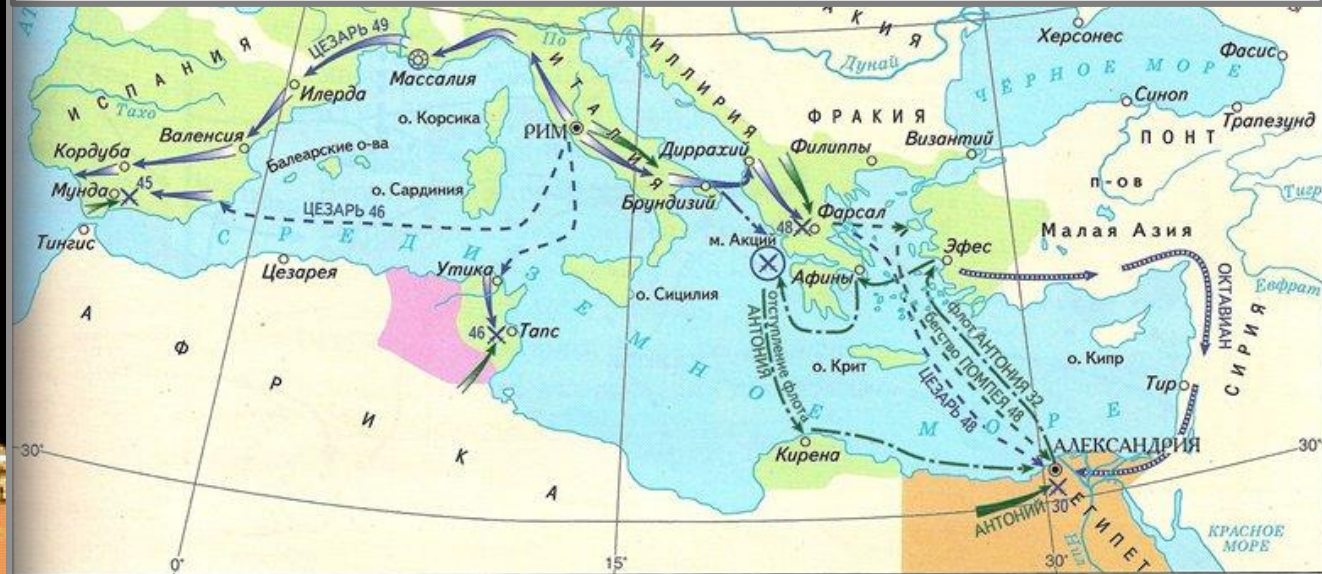 ЦЕЗАРЬ 49
По
АКИЯ
Дунай
Херсонес
Фасис
ЧЁРНОЕ МОРЕ
Массалия
ИЛЛИРИЯ
ИТАЛИЯ
ИСПАНИЯ
Тахо
Илерда
о. Корсика
РИМ
ФРАКИЯ
Синоп
Трапезунд
ПОНТ
Валенсия
Балеарские о-ва
Диррахий
Филиппы
Византий
Кордуба
Мунда
45
о. Сардиния
Брундизий
п-ов
Малая Азия
Тигр
ЦЕЗАРЬ 46
48
Фарсал
м. Акций
Тингис
СРЕДИЗЕМНОЕ МОРЕ
Цезарея
Утика
о. Сицилия
Афины
Эфес
Евфрат
ОКТАВИАН
СИРИЯ
46
Тапс
отступление флота
АНТОНИЯ
флот АНТОНИЯ 32
бегство ПОМПЕЯ 48
ЦЕЗАРЬ 48
о. Крит
о. Кипр
Тир
АФРИКА
30°
Кирена
АЛЕКСАНДРИЯ
30°
АНТОНИЙ
30
ЕГИПЕТ
Нил
КРАСНОЕ
МОРЕ
0°
15°
30°